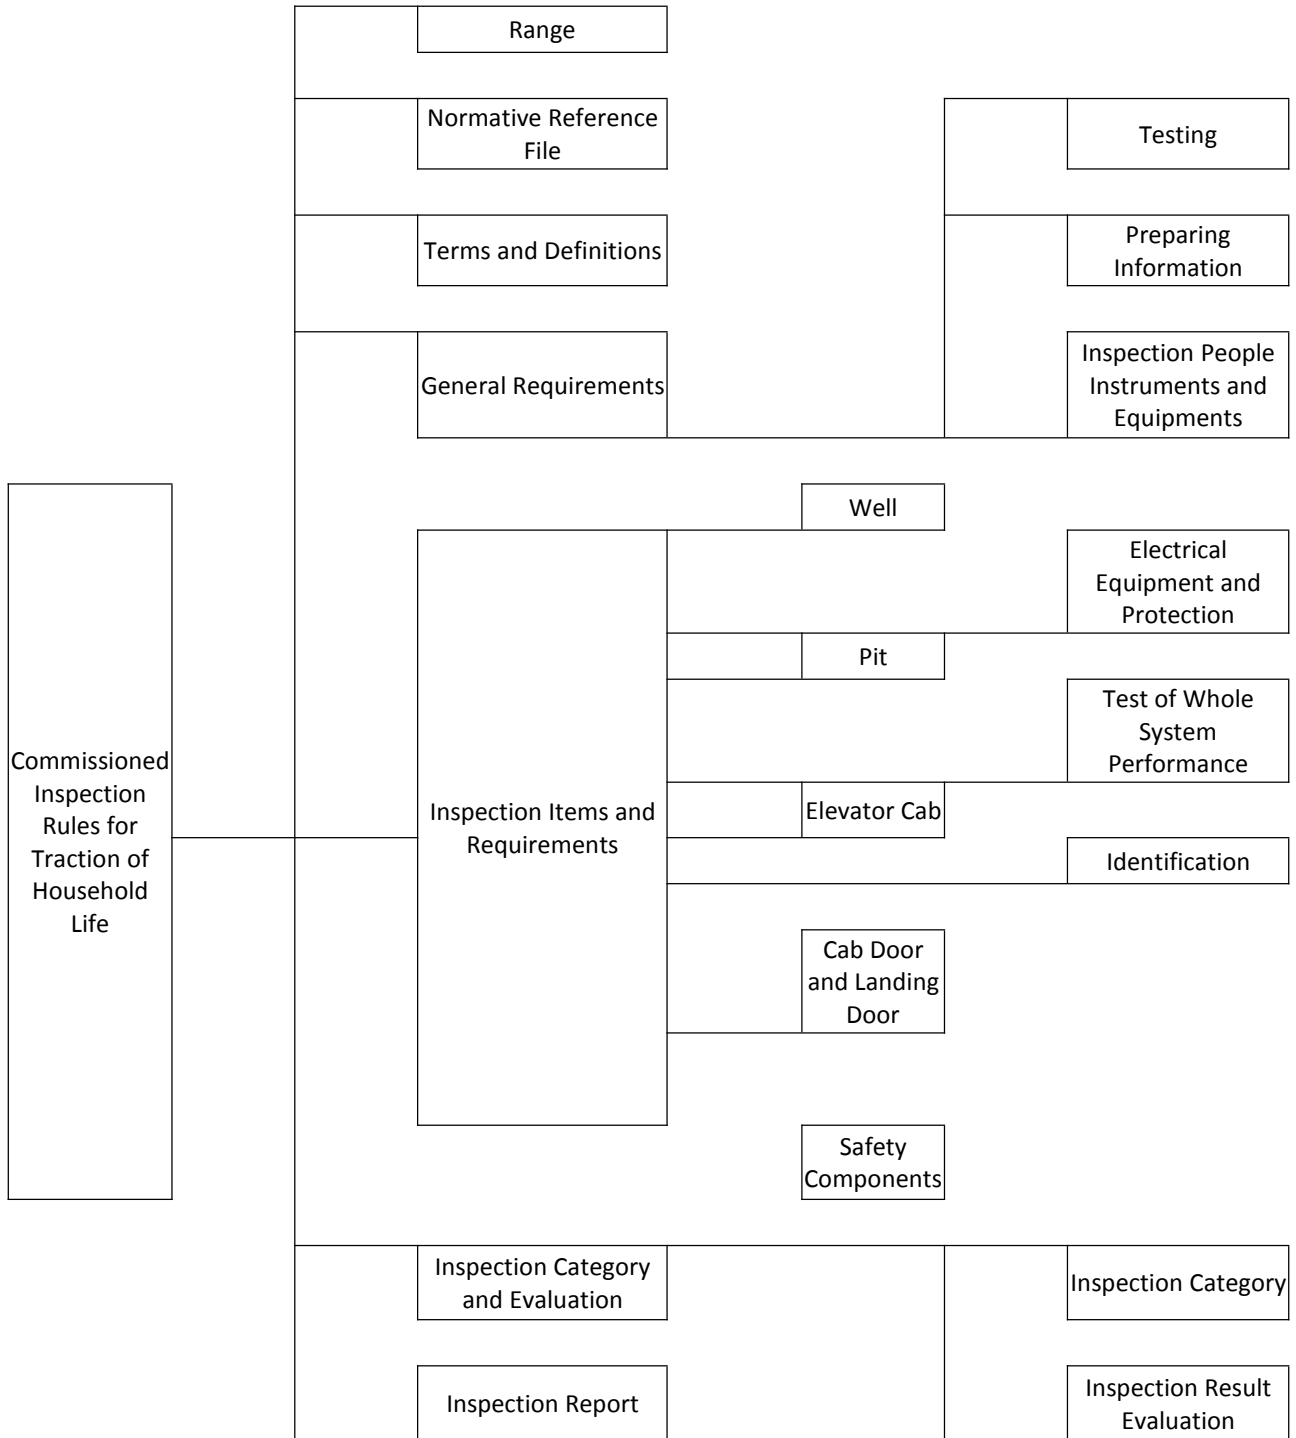 Range
Normative Reference
File
Testing
Terms and Definitions
Preparing
Information
General Requirements
Inspection People
Instruments and
Equipments
Well
Electrical
Equipment and
Protection
Pit
Test of Whole
System
Performance
Commissioned
Inspection
Rules for
Traction of
Household
Life
Inspection Items and
Requirements
Elevator Cab
Identification
Cab Door
and Landing
Door
Safety
Components
Inspection Category
and Evaluation
Inspection Category
Inspection Report
Inspection Result
Evaluation